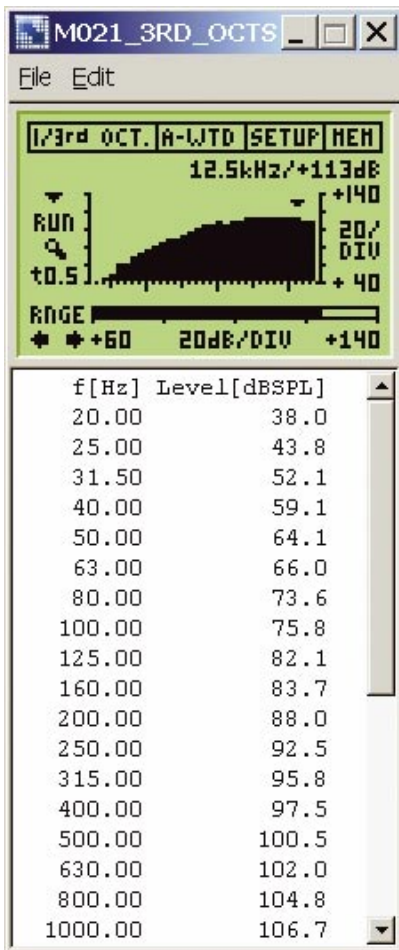 M021_3RD_OCTS
File Edit
1/3rd OCT. A-WTD SETUP MEM
12.5kHz/+113dB
+140
RUN
20/
DIV
t0.5
+ 40
RNGE
+60 20dB/DIV +140
f[Hz] Level[dBSPL]
20.00 38.0
25.00 43.8
31.50 52.1
40.00 59.1
50.00 64.1
63.00 66.0
80.00 73.6
100.00 75.8
125.00 82.1
160.00 83.7
200.00 88.0
250.00 92.5
315.00 95.8
400.00 97.5
500.00 100.5
630.00 102.0
800.00 104.8
1000.00 106.7